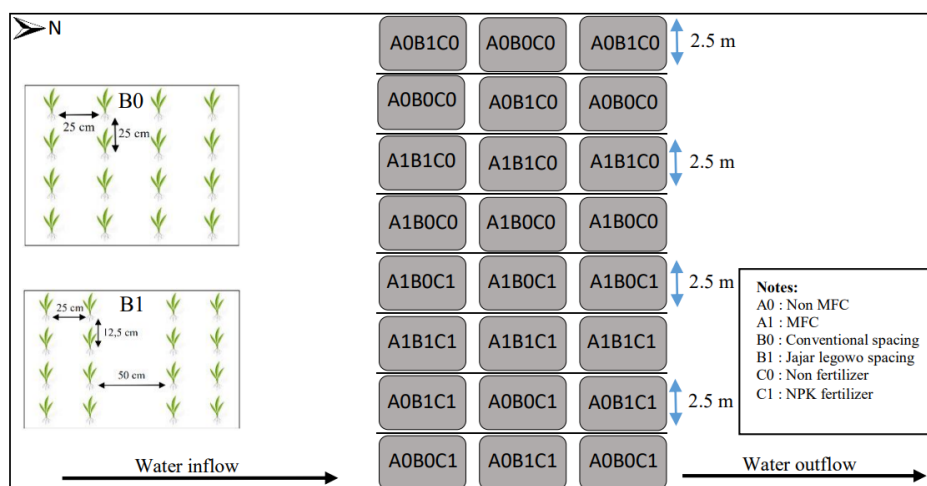 N
B0
25 cm
25 cm
B1
25 cm
12,5 cm
50 cm
Water inflow
A0B1C0 A0B0C0 A0B1C0 2.5 m
A0B0C0 A0B1C0 A0B0C0
A1B1C0 A1B1C0 A1B1C0 2.5 m
A1B0C0 A1B0C0 A1B0C0
A1B0C1 A1B0C1 A1B0C1 2.5 m
A1B1C1 A1B1C1 A1B1C1
A0B1C1 A0B0C1 A0B1C1 2.5 m
A0B0C1 A0B1C1 A0B0C1
Notes:
A0 : Non MFC
A1 : MFC
B0 : Conventional spacing
B1 : Jajar legowo spacing
C0 : Non fertilizer
C1 : NPK fertilizer
Water outflow